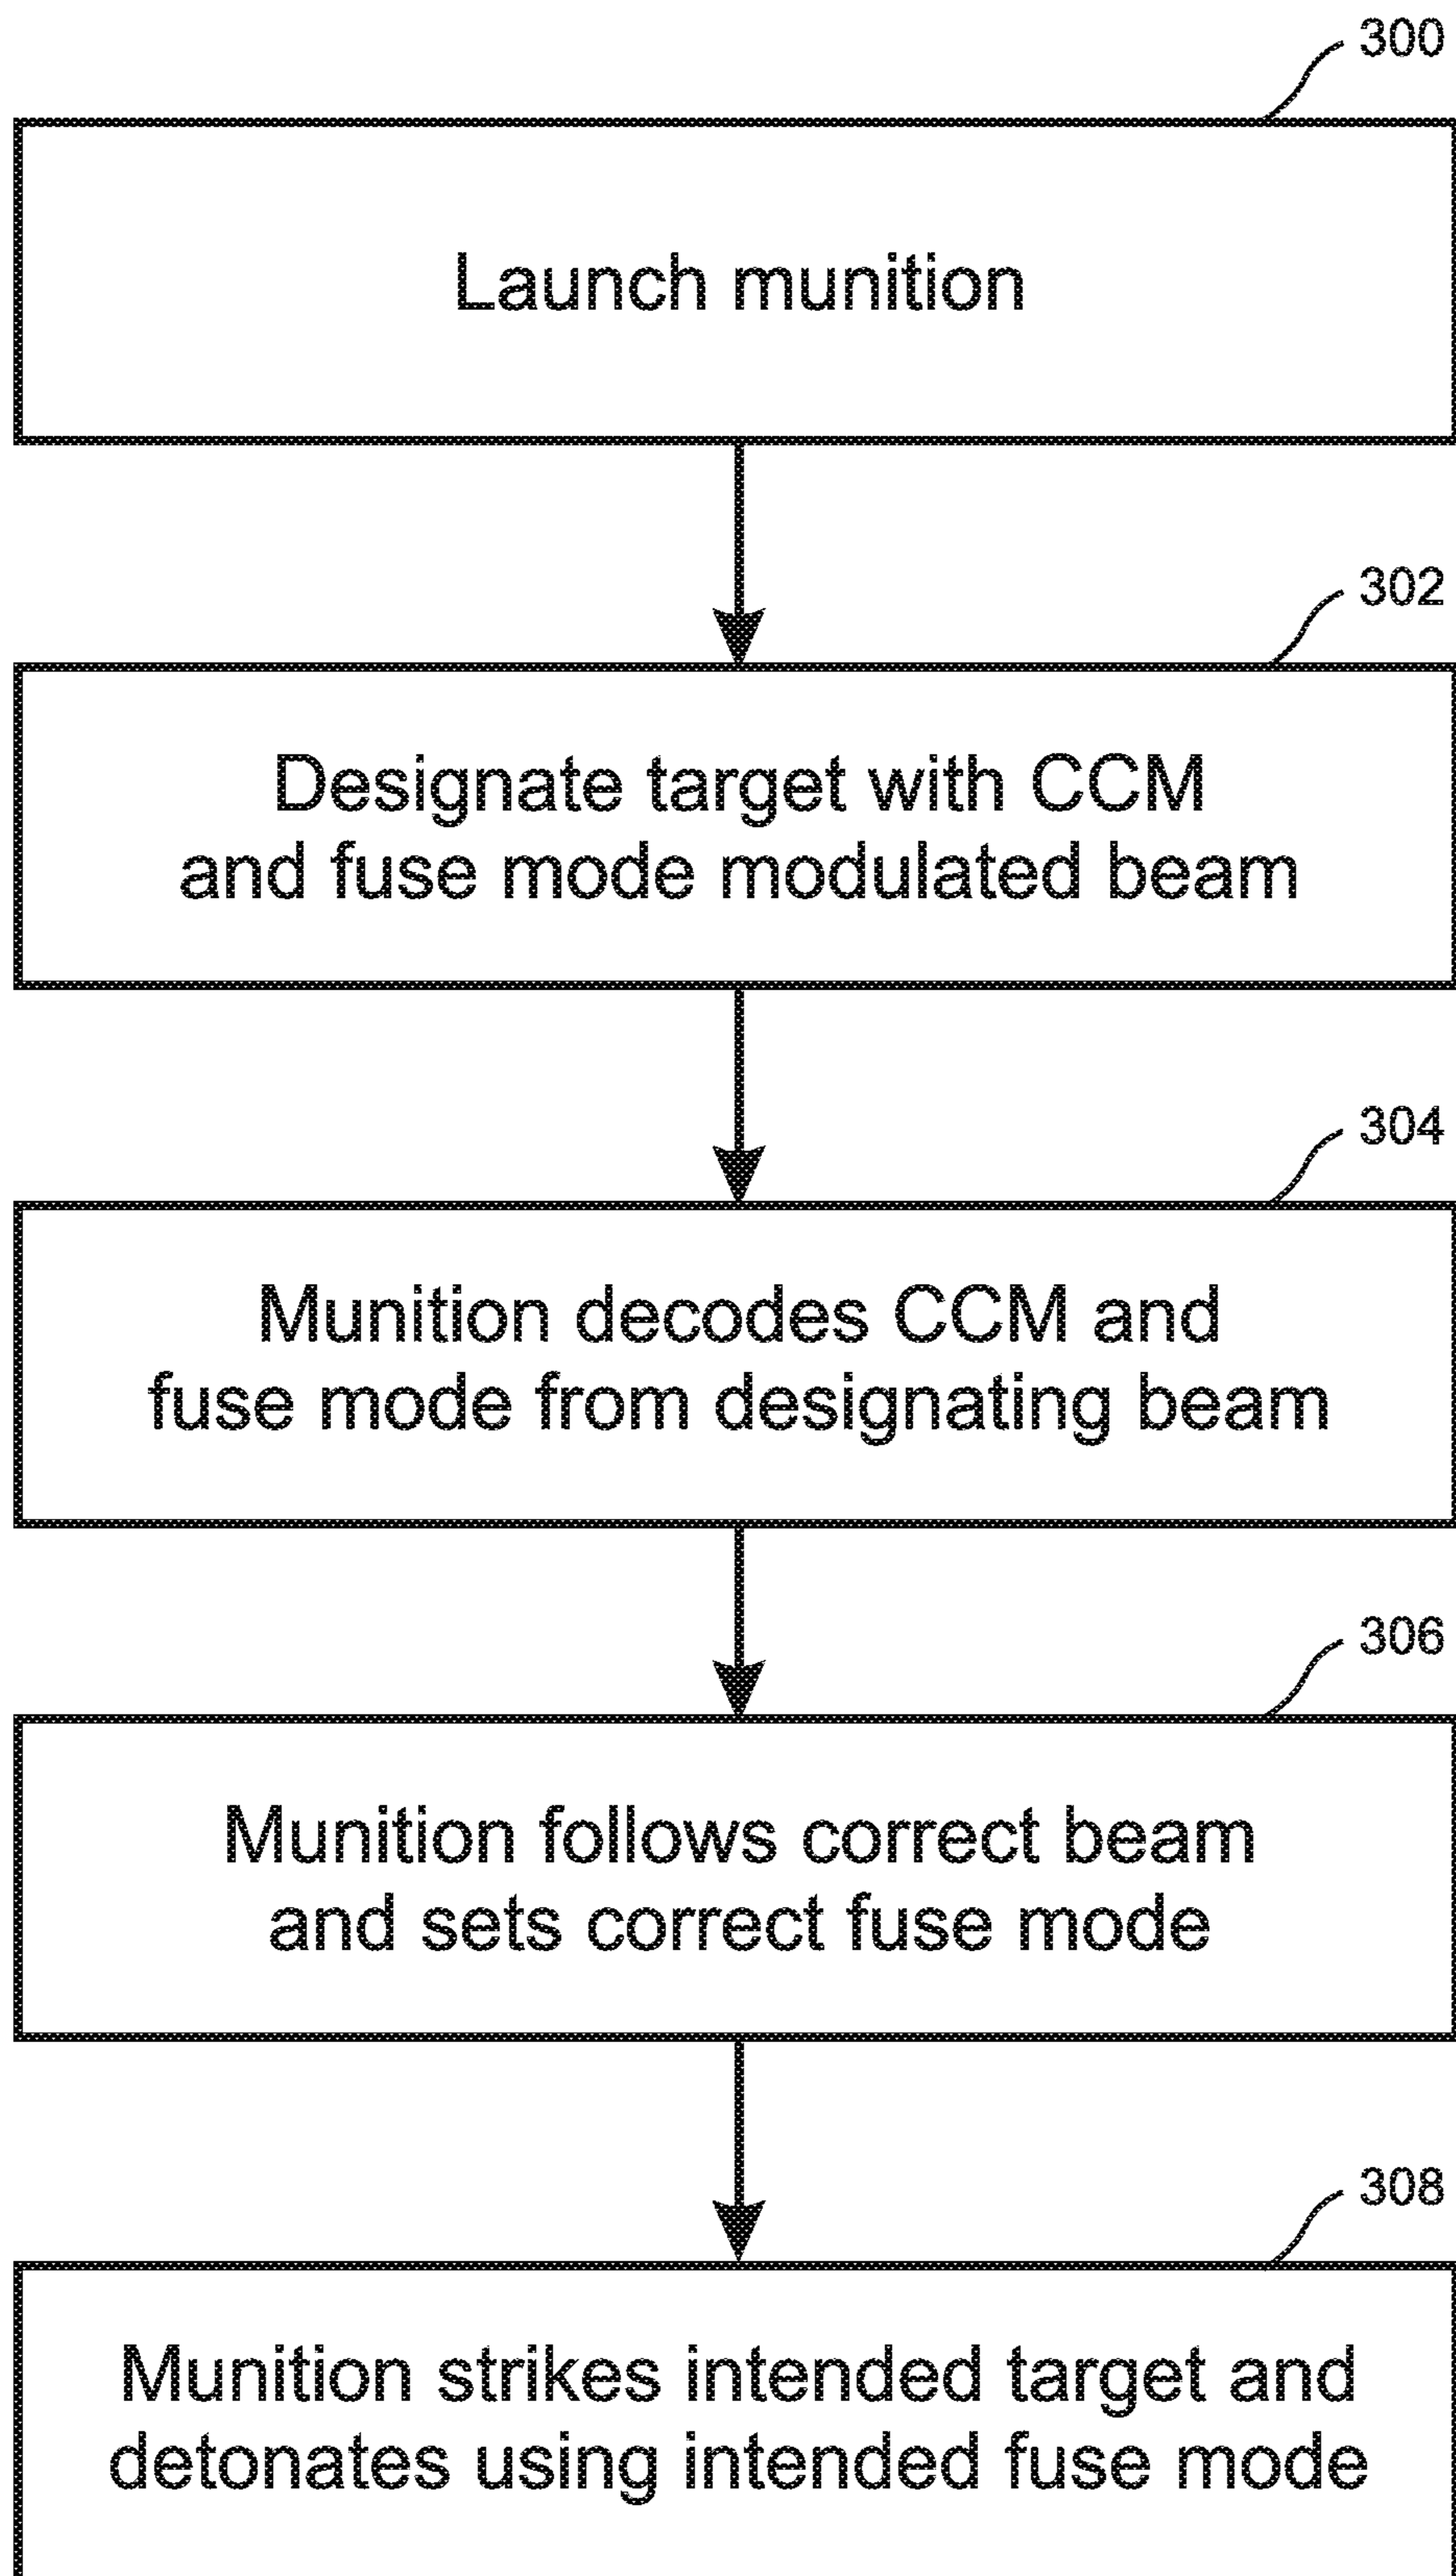 300
Launch munition
302
Designate target with CCM
and fuse mode modulated beam
304
Munition decodes CCM and
fuse mode from designating beam
306
Munition follows correct beam
and sets correct fuse mode
308
Munition strikes intended target and
detonates using intended fuse mode